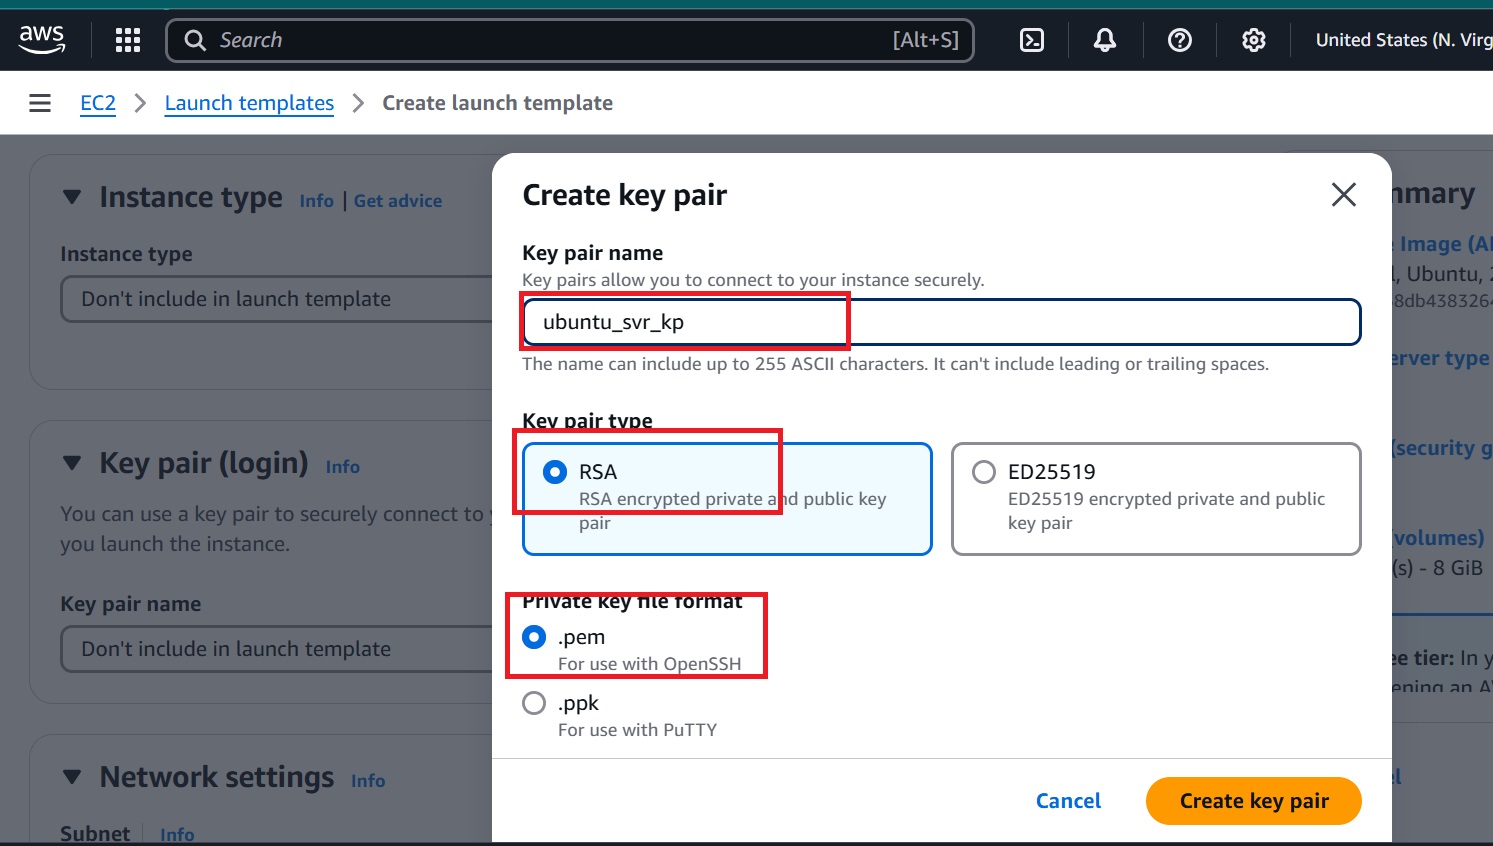 aws
Search [Alt+S]
United States (N. Virg
EC2 > Launch templates > Create launch template
Instance type Info | Get advice
Instance type
Don't include in launch template
Key pair (login) Info
You can use a key pair to securely connect to
you launch the instance.
Key pair name
Don't include in launch template
Network settings Info
Subnet Info
Create key pair
Key pair name
Key pairs allow you to connect to your instance securely.
ubuntu_svr_kp
The name can include up to 255 ASCII characters. It can't include leading or trailing spaces.
Key pair type
RSA
RSA encrypted private and public key
pair
ED25519
ED25519 encrypted private and public
key pair
Private key file format
.pem
For use with OpenSSH
.ppk
For use with PuTTY
Cancel
Create key pair
mmary
Image (A
, Ubuntu, 2
8db4383264
erver type
(security g
volumes)
(s) - 8 GiB
ee tier: In y
ening an A